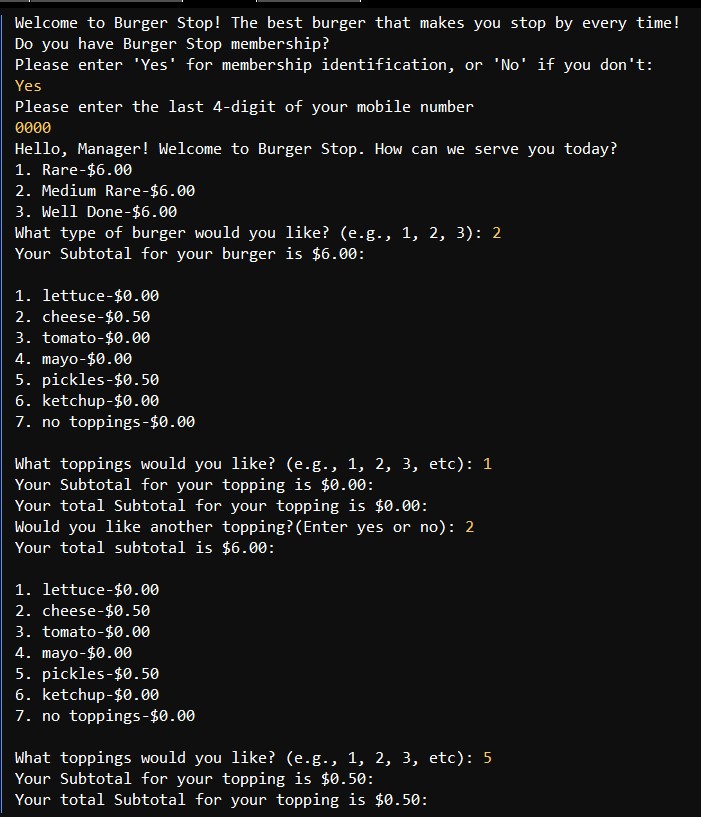 Welcome to Burger Stop! The best burger that makes you stop by every time!
Do you have Burger Stop membership?
Please enter 'Yes' for membership identification, or 'No' if you don't:
Yes
Please enter the last 4-digit of your mobile number
0000
Hello, Manager! Welcome to Burger Stop. How can we serve you today?
1. Rare-$6.00
2. Medium Rare-$6.00
3. Well Done-$6.00
What type of burger would you like? (e.g., 1, 2, 3): 2
Your Subtotal for your burger is $6.00:
1. lettuce-$0.00
2. cheese-$0.50
3. tomato-$0.00
4. mayo-$0.00
5. pickles-$0.50
6. ketchup-$0.00
7. no toppings-$0.00
What toppings would you like? (e.g., 1, 2, 3, etc): 1
Your Subtotal for your topping is $0.00:
Your total Subtotal for your topping is $0.00:
Would you like another topping?(Enter yes or no): 2
Your total subtotal is $6.00:
1. lettuce-$0.00
2. cheese-$0.50
3. tomato-$0.00
4. mayo-$0.00
5. pickles-$0.50
6. ketchup-$0.00
7. no toppings-$0.00
What toppings would you like? (e.g., 1, 2, 3, etc): 5
Your Subtotal for your topping is $0.50:
Your total Subtotal for your topping is $0.50: